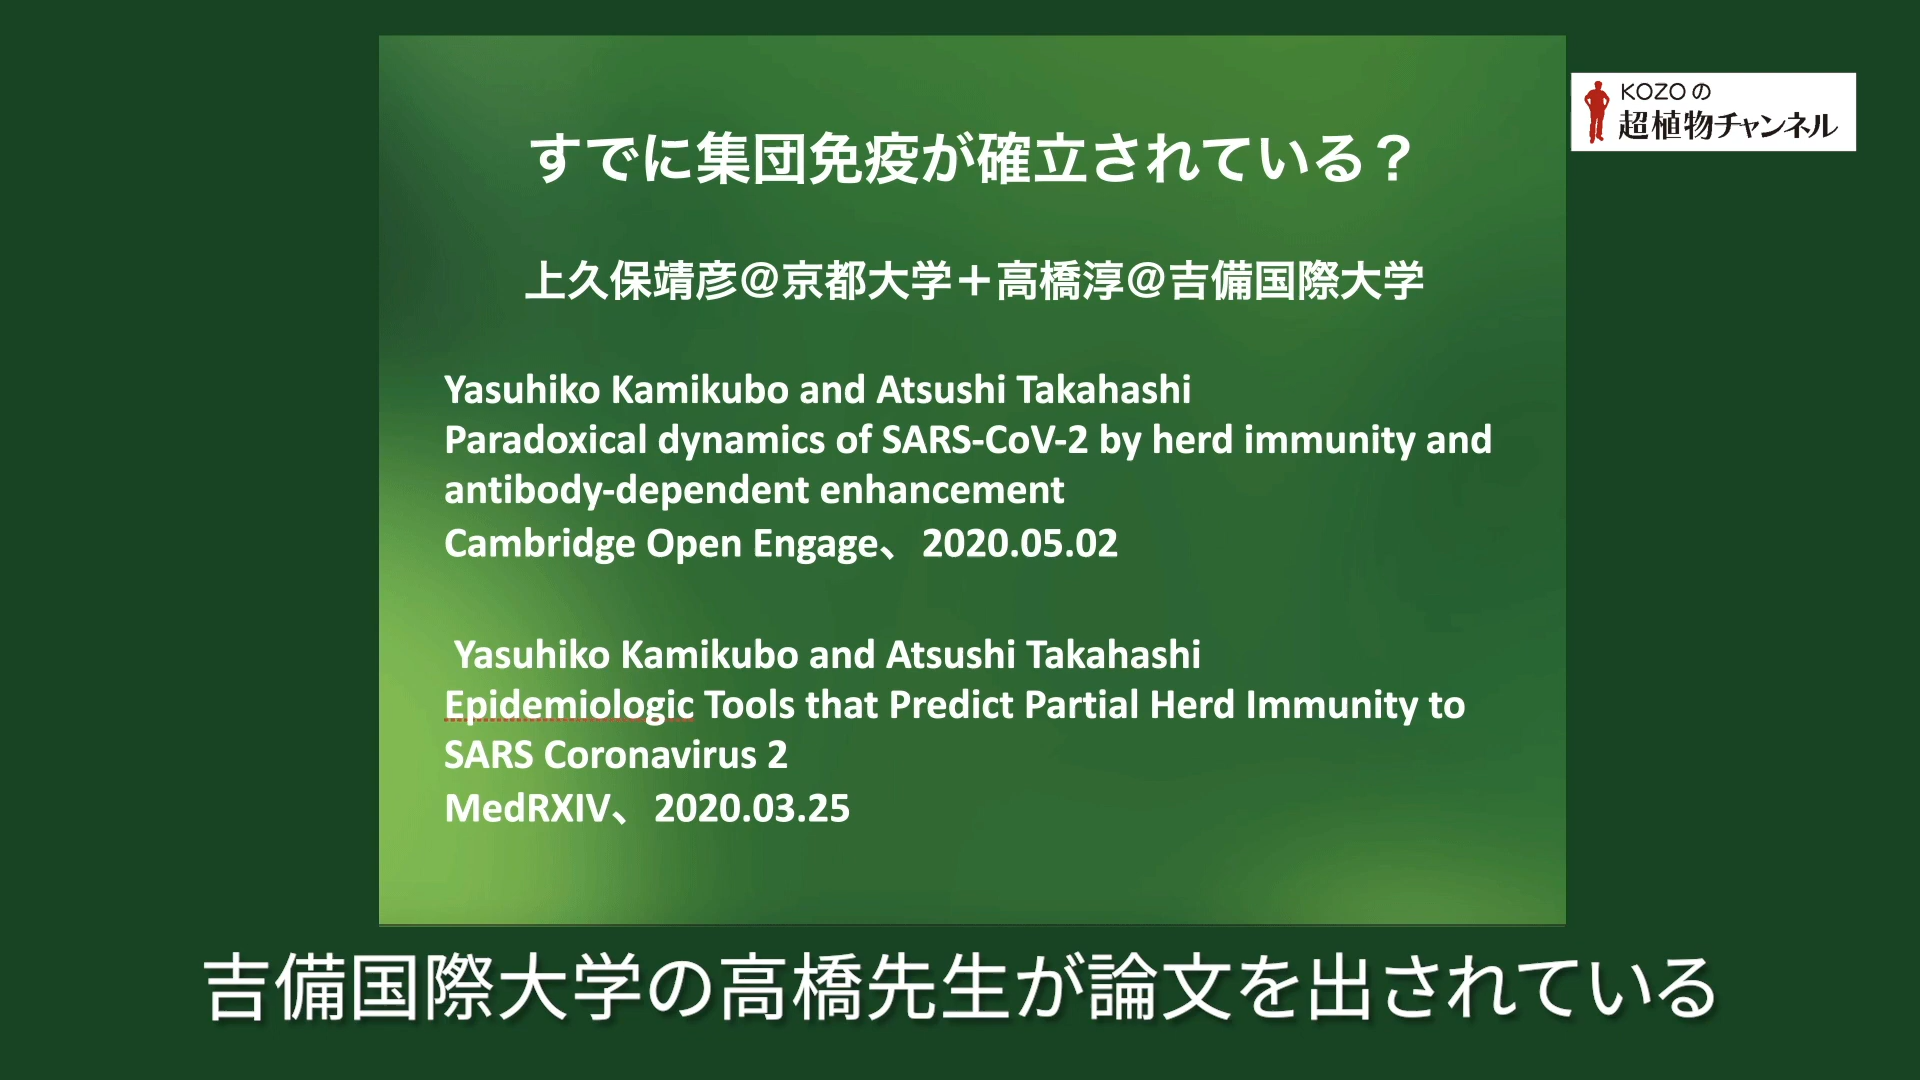 すでに集団免疫が確立されている？
KOZOの
超植物チャンネル
上久保靖彦＠京都大学＋高橋淳＠吉備国際大学
Yasuhiko Kamikubo and Atsushi Takahashi
Paradoxical dynamics of SARS-CoV-2 by herd immunity and
antibody-dependent enhancement
Cambridge Open Engage、2020.05.02
Yasuhiko Kamikubo and Atsushi Takahashi
Epidemiologic Tools that Predict Partial Herd Immunity to
SARS Coronavirus 2
MedRXIV、2020.03.25
吉備国際大学の高橋先生が論文を出されている